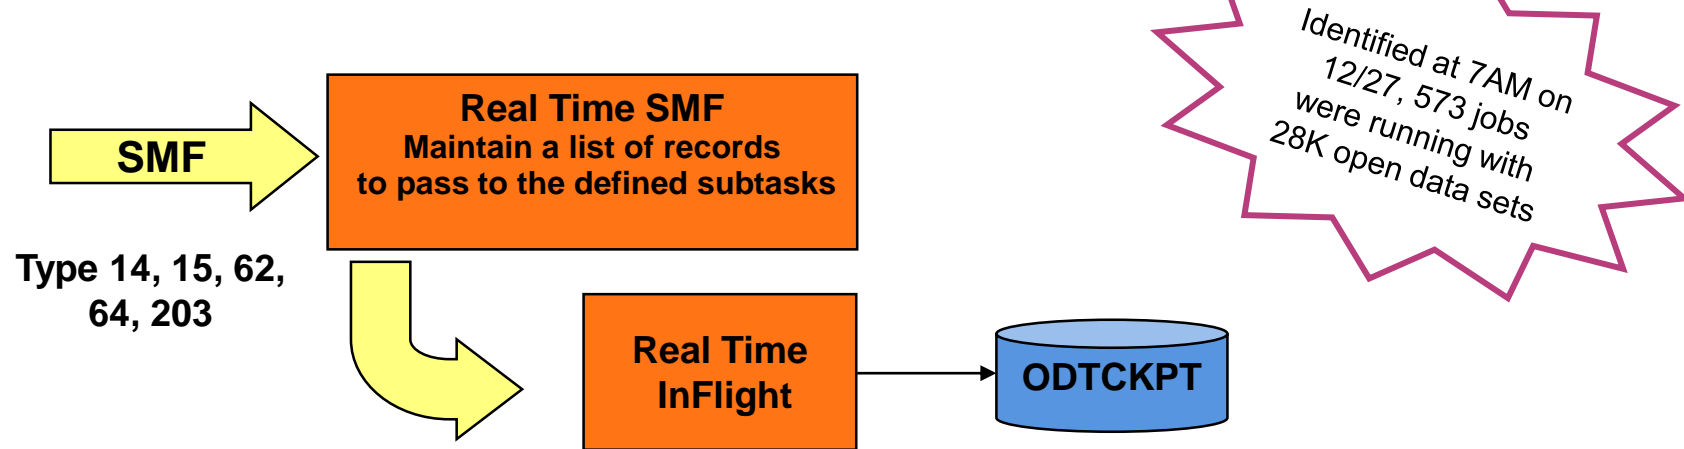 SMF
Type 14, 15, 62,
64, 203
Real Time SMF
Maintain a list of records
to pass to the defined subtasks
Real Time
InFlight
ODTCKPT
Identified at 7AM on
12/27, 573 jobs
were running with
28K open data sets